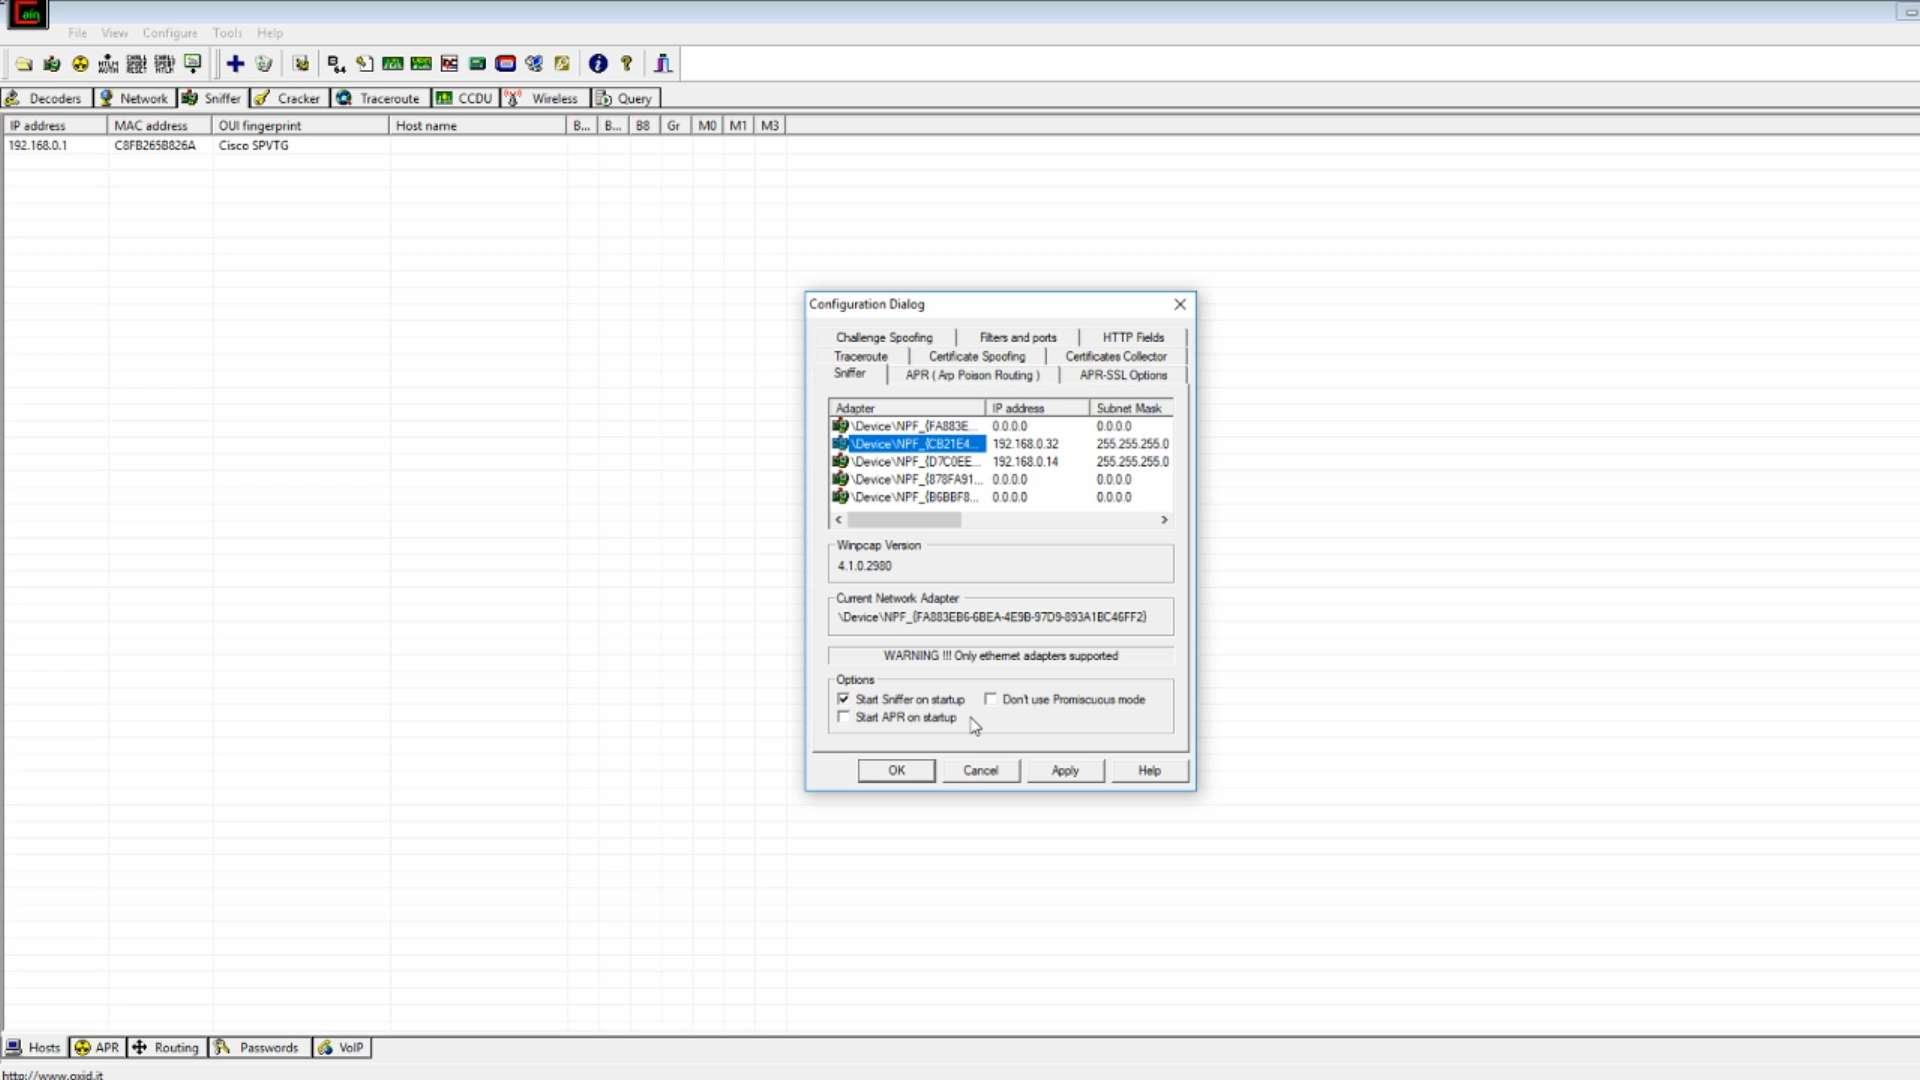 Cain
File View Configure Tools Help
Decoders Network Sniffer Cracker Traceroute CCDU Wireless Query
IP address MAC address OUI fingerprint Host name B... B... B8 Gr M0 M1 M3
192.168.0.1 C8FB265B826A Cisco SPVTG
Configuration Dialog
Challenge Spoofing Filters and ports HTTP Fields
Traceroute Certificate Spoofing Certificates Collector
Sniffer APR ( Arp Poison Routing ) APR-SSL Options
Adapter IP address Subnet Mask
\Device\NPF_{FA883E... 0.0.0.0 0.0.0.0
\Device\NPF_{CB21E4... 192.168.0.32 255.255.255.0
\Device\NPF_{D7C0EE... 192.168.0.14 255.255.255.0
\Device\NPF_{878FA91... 0.0.0.0 0.0.0.0
\Device\NPF_{B6BBF8... 0.0.0.0 0.0.0.0
Winpcap Version
4.1.0.2980
Current Network Adapter
\Device\NPF_{FA883EB6-6BEA-4E9B-97D9-893A1BC46FF2}
WARNING !!! Only ethernet adapters supported
Options
Start Sniffer on startup Don't use Promiscuous mode
Start APR on startup
OK Cancel Apply Help
Hosts APR Routing Passwords VoIP
http://www.oxid.it